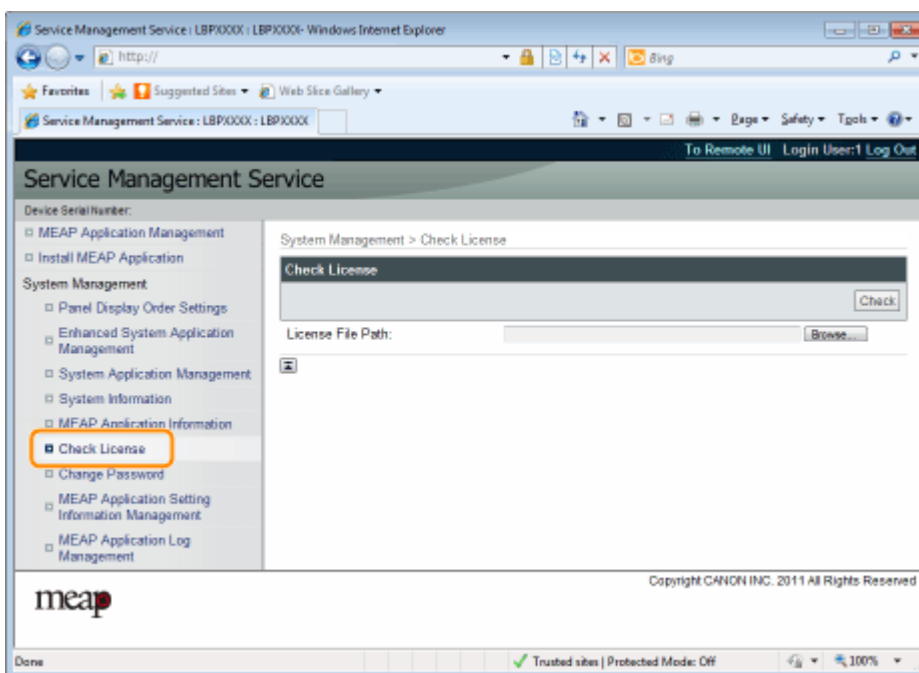 Service Management Service : LBPXXXX : LBPXXXX- Windows Internet Explorer
http://
Bing
Favorites Suggested Sites Web Slice Gallery
Service Management Service : LBPXXXX : LBPXXXX
Page Safety Tools
To Remote UI Login User:1 Log Out
Service Management Service
Device Serial Number:
MEAP Application Management
Install MEAP Application
System Management
Panel Display Order Settings
Enhanced System Application
Management
System Application Management
System Information
MEAP Application Information
Check License
Change Password
MEAP Application Setting
Information Management
MEAP Application Log
Management
System Management > Check License
Check License
Check
License File Path:
Browse...
meap
Copyright CANON INC. 2011 All Rights Reserved
Done
Trusted sites | Protected Mode: Off
100%